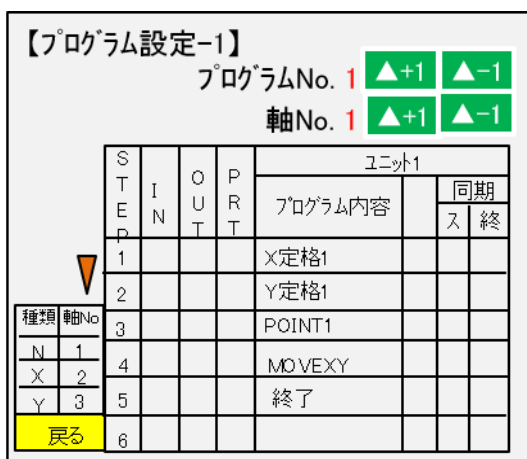 【プログラム設定-1】
プログラムNo. 1 ▲+1 ▲-1
軸No. 1 ▲+1 ▲-1
STEP IN OUT PRT ユニット1
プログラム内容 同期
ス 終
1 X定格1
2 Y定格1
3 POINT1
4 MOVEXY
5 終了
6
種類 軸No
N 1
X 2
Y 3
戻る